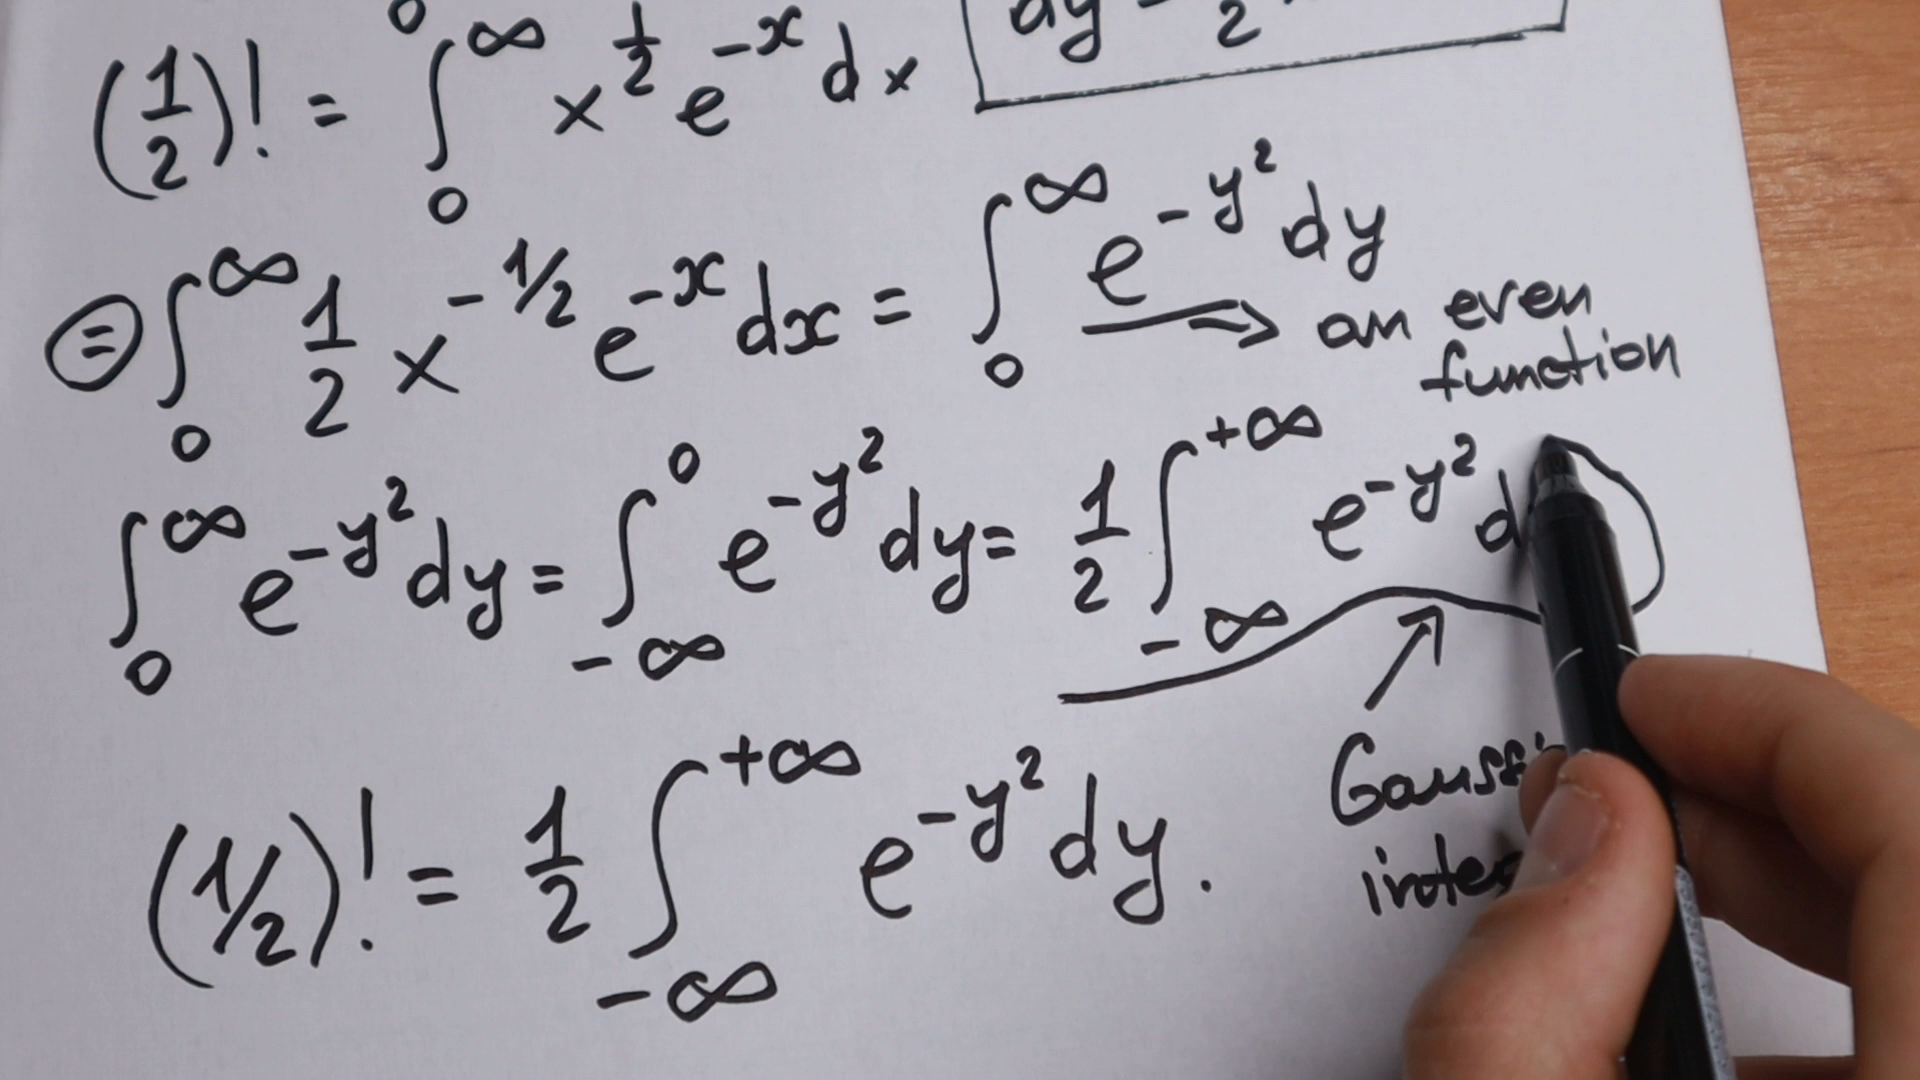 (1/2)! = ∫₀^∞ x^(1/2) e^(-x) dx
⊜ ∫₀^∞ 1/2 x^(-1/2) e^(-x) dx = ∫₀^∞ e^(-y²) dy
→ an even
function
∫₀^∞ e^(-y²) dy = ∫_(-∞)^0 e^(-y²) dy = 1/2 ∫_(-∞)^(+∞) e^(-y²) d
(1/2)! = 1/2 ∫_(-∞)^(+∞) e^(-y²) dy.